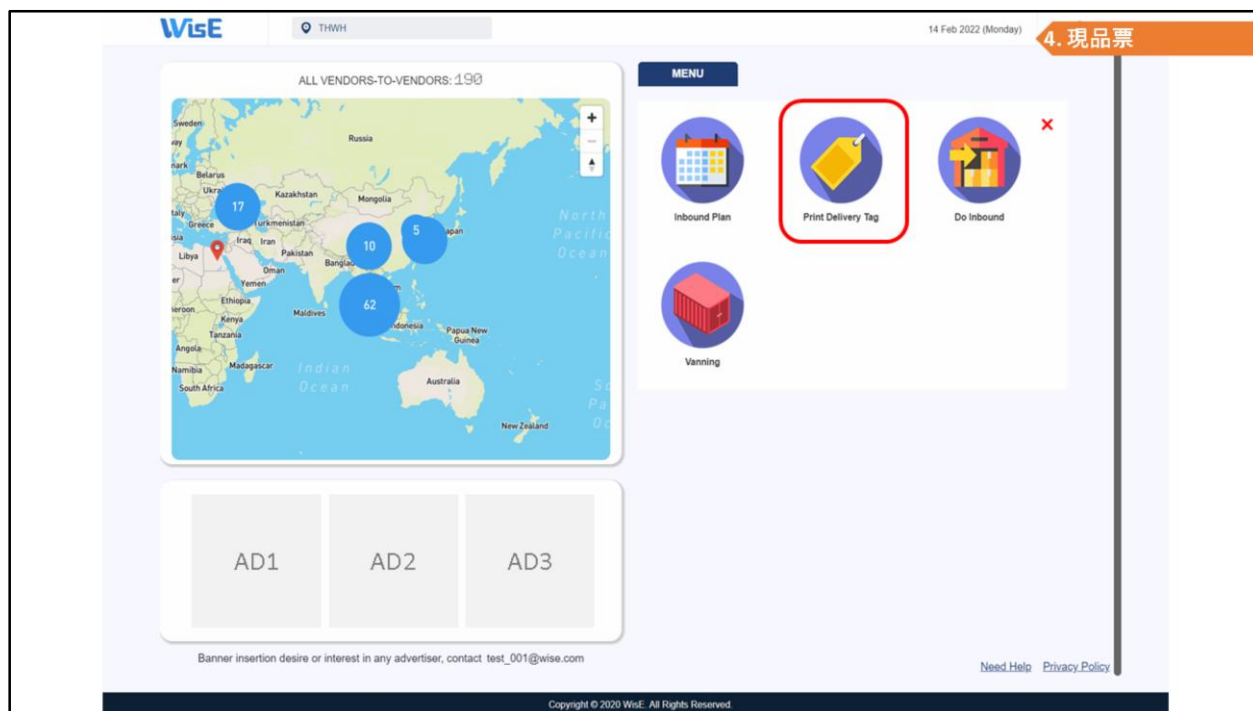 WisE
THWH
14 Feb 2022 (Monday)
4. 現品票
ALL VENDORS-TO-VENDORS: 190
MENU
Sweden
Russia
Belarus
Kazakhstan
Mongolia
17
Greece
Turkmenistan
10
5
North
Pacific
Ocean
Iraq
Iran
Pakistan
Libya
Oman
Yemen
62
Ethiopia
Maldives
Kenya
Papua New
Guinea
Tanzania
Angola
Namibia
Madagascar
Indian
Ocean
South Africa
Australia
New Zealand
Inbound Plan
Print Delivery Tag
Do Inbound
Vanning
AD1
AD2
AD3
Banner insertion desire or interest in any advertiser, contact test_001@wise.com
Need Help
Privacy Policy
Copyright © 2020 WisE. All Rights Reserved.